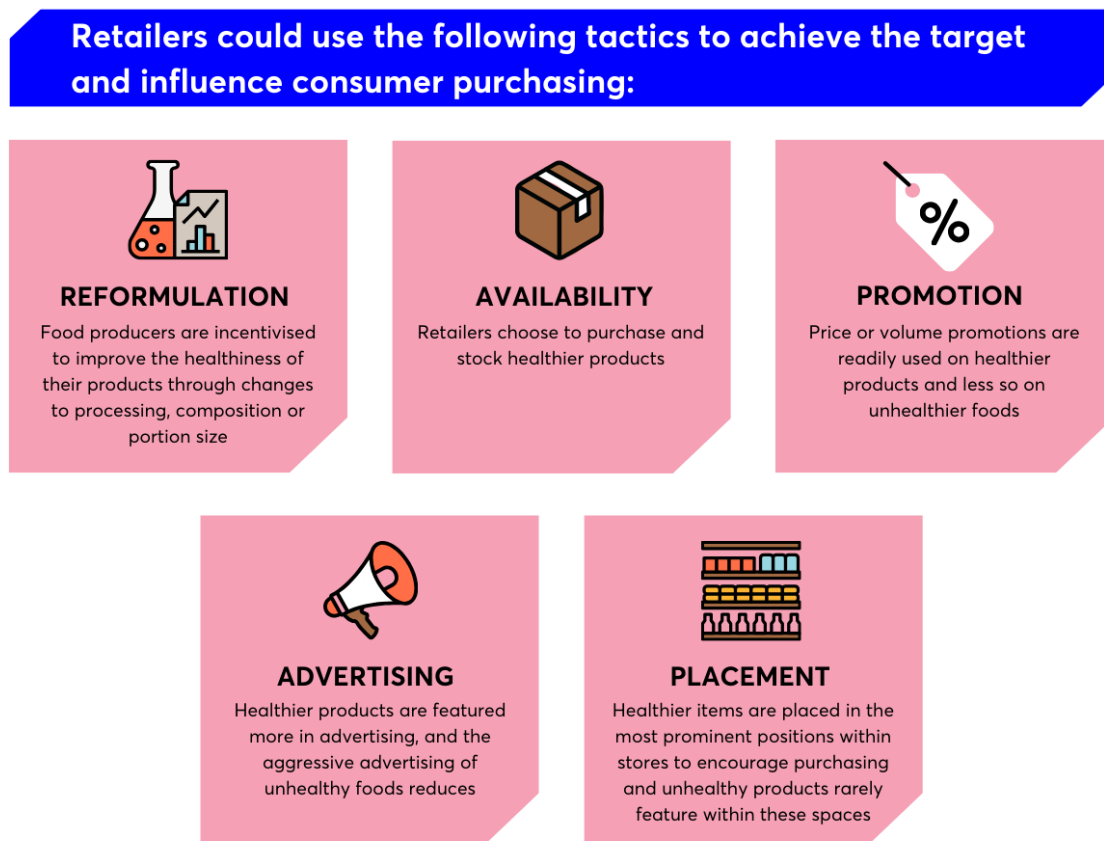 Retailers could use the following tactics to achieve the target
and influence consumer purchasing:
REFORMULATION
Food producers are incentivised
to improve the healthiness of
their products through changes
to processing, composition or
portion size
AVAILABILITY
Retailers choose to purchase and
stock healthier products
%
PROMOTION
Price or volume promotions are
readily used on healthier
products and less so on
unhealthier foods
ADVERTISING
Healthier products are featured
more in advertising, and the
aggressive advertising of
unhealthy foods reduces
PLACEMENT
Healthier items are placed in the
most prominent positions within
stores to encourage purchasing
and unhealthy products rarely
feature within these spaces